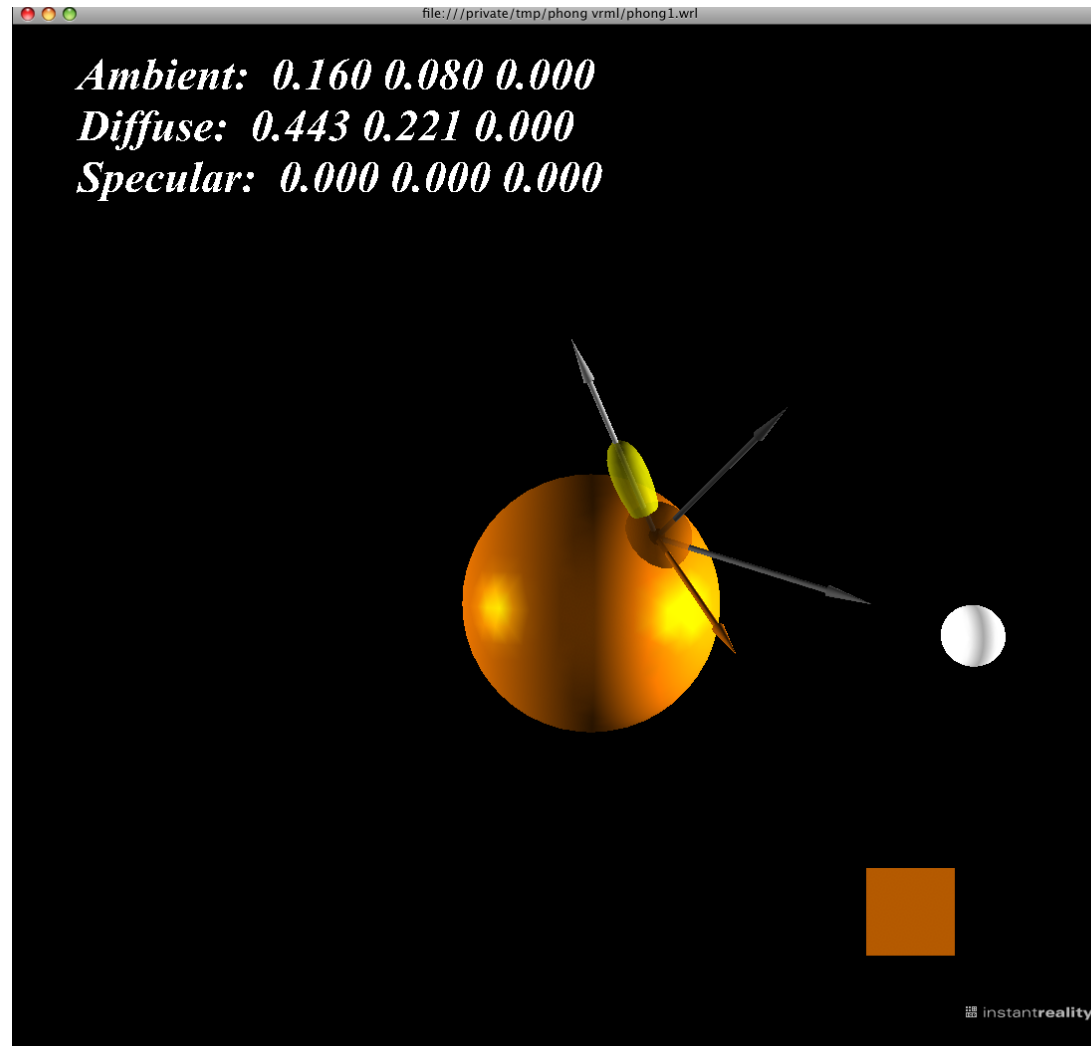 file:///private/tmp/phong vrml/phong1.wrl
Ambient: 0.160 0.080 0.000
Diffuse: 0.443 0.221 0.000
Specular: 0.000 0.000 0.000
instantreality